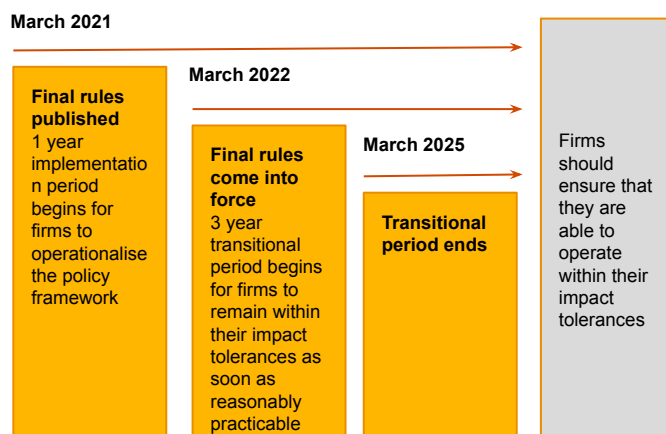 March 2021
Final rules
published
1 year
implementatio
n period
begins for
firms to
operationalise
the policy
framework
March 2022
Final rules
come into
force
3 year
transitional
period begins
for firms to
remain within
their impact
tolerances as
soon as
reasonably
practicable
March 2025
Transitional
period ends
Firms
should
ensure that
they are
able to
operate
within their
impact
tolerances